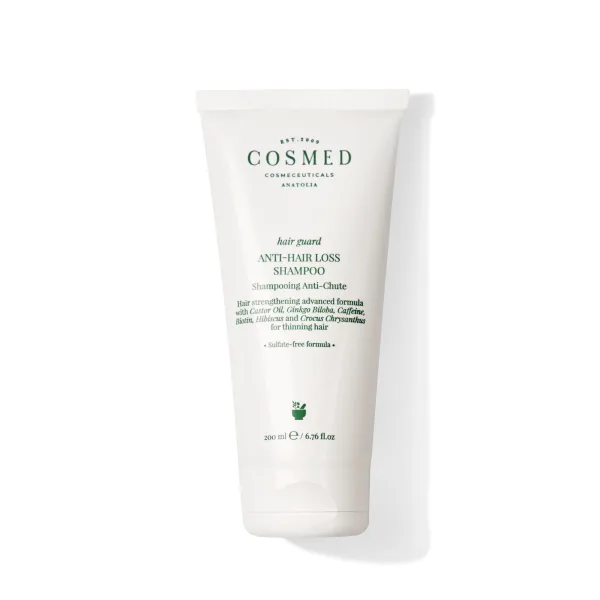 EST. 2009
COSMED
COSMECEUTICALS
ANATOLIA
hair guard
ANTI-HAIR LOSS
SHAMPOO
Shampooing Anti-Chute
Hair strengthening advanced formula
with Castor Oil, Ginkgo Biloba, Caffeine,
Biotin, Hibiscus and Crocus Chrysanthus
for thinning hair
• Sulfate-free formula •
200 ml ℮ / 6.76 fl.oz